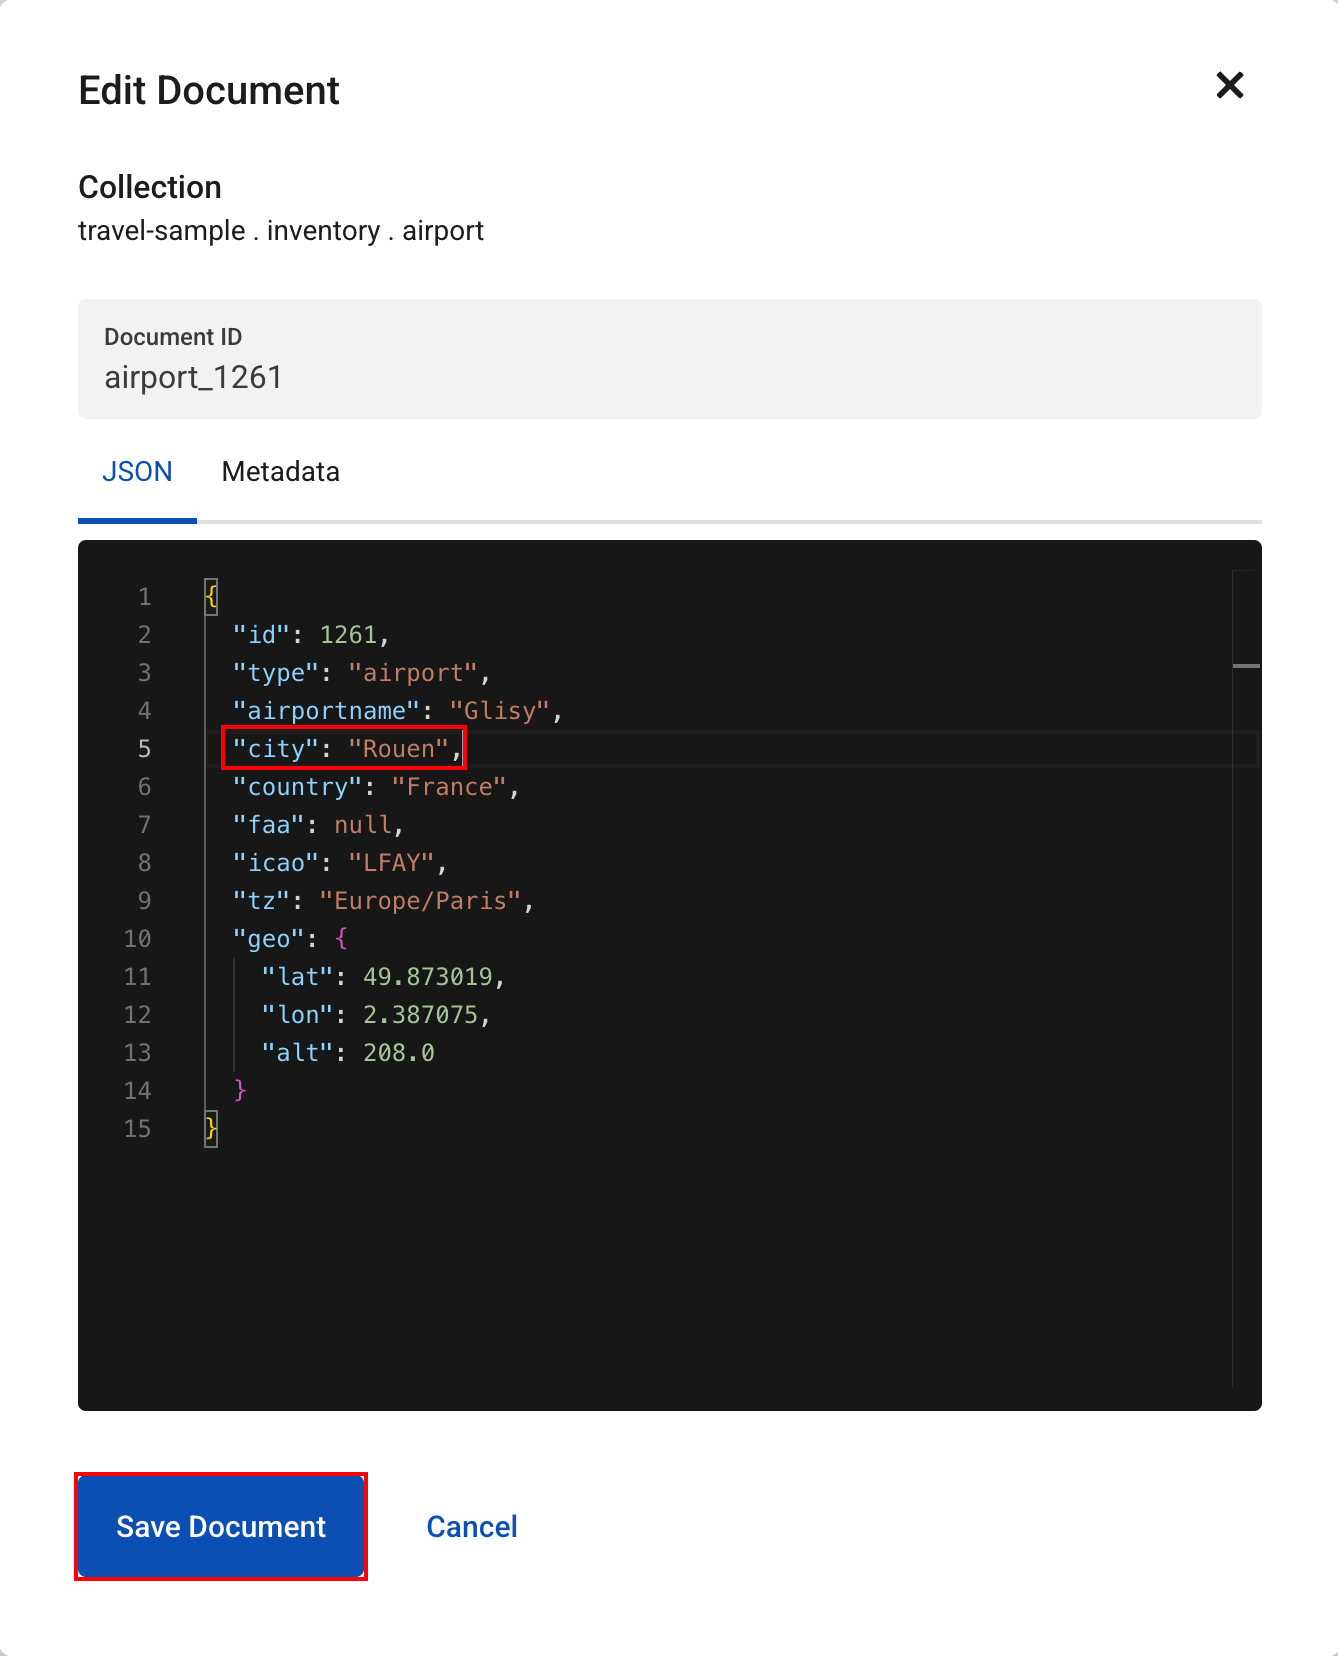 Edit Document
Collection
travel-sample . inventory . airport
Document ID
airport_1261
JSON Metadata
1 {
2 "id": 1261,
3 "type": "airport",
4 "airportname": "Glisy",
5 "city": "Rouen",
6 "country": "France",
7 "faa": null,
8 "icao": "LFAY",
9 "tz": "Europe/Paris",
10 "geo": {
11 "lat": 49.873019,
12 "lon": 2.387075,
13 "alt": 208.0
14 }
15 }
Save Document Cancel